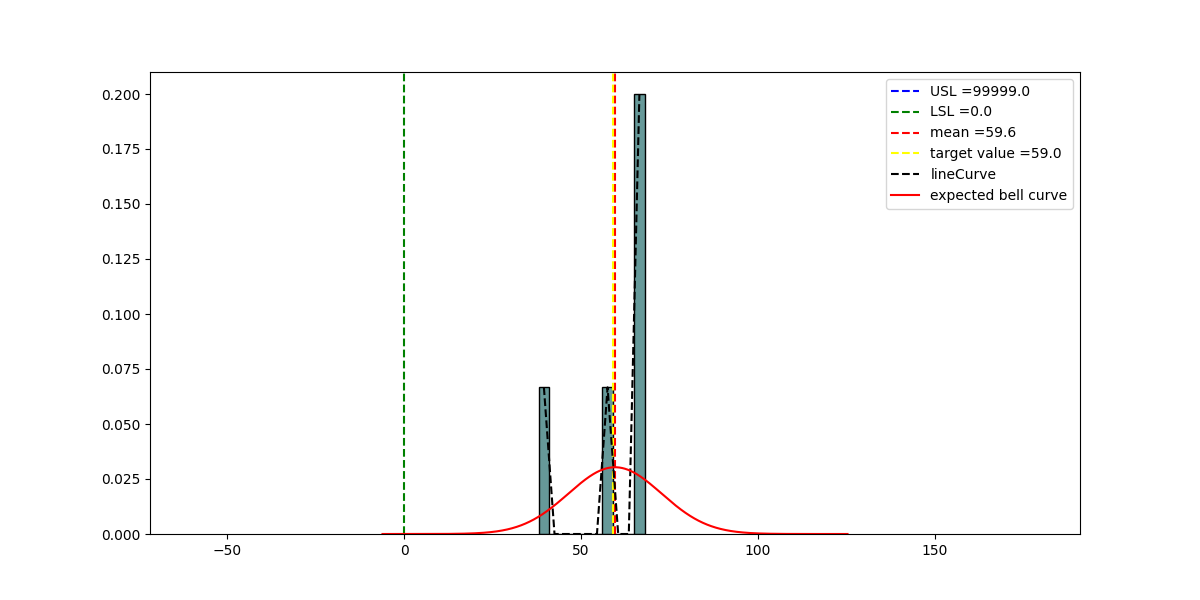 0.200
0.175
0.150
0.125
0.100
0.075
0.050
0.025
0.000
−50
0
50
100
150
USL =99999.0
LSL =0.0
mean =59.6
target value =59.0
lineCurve
expected bell curve